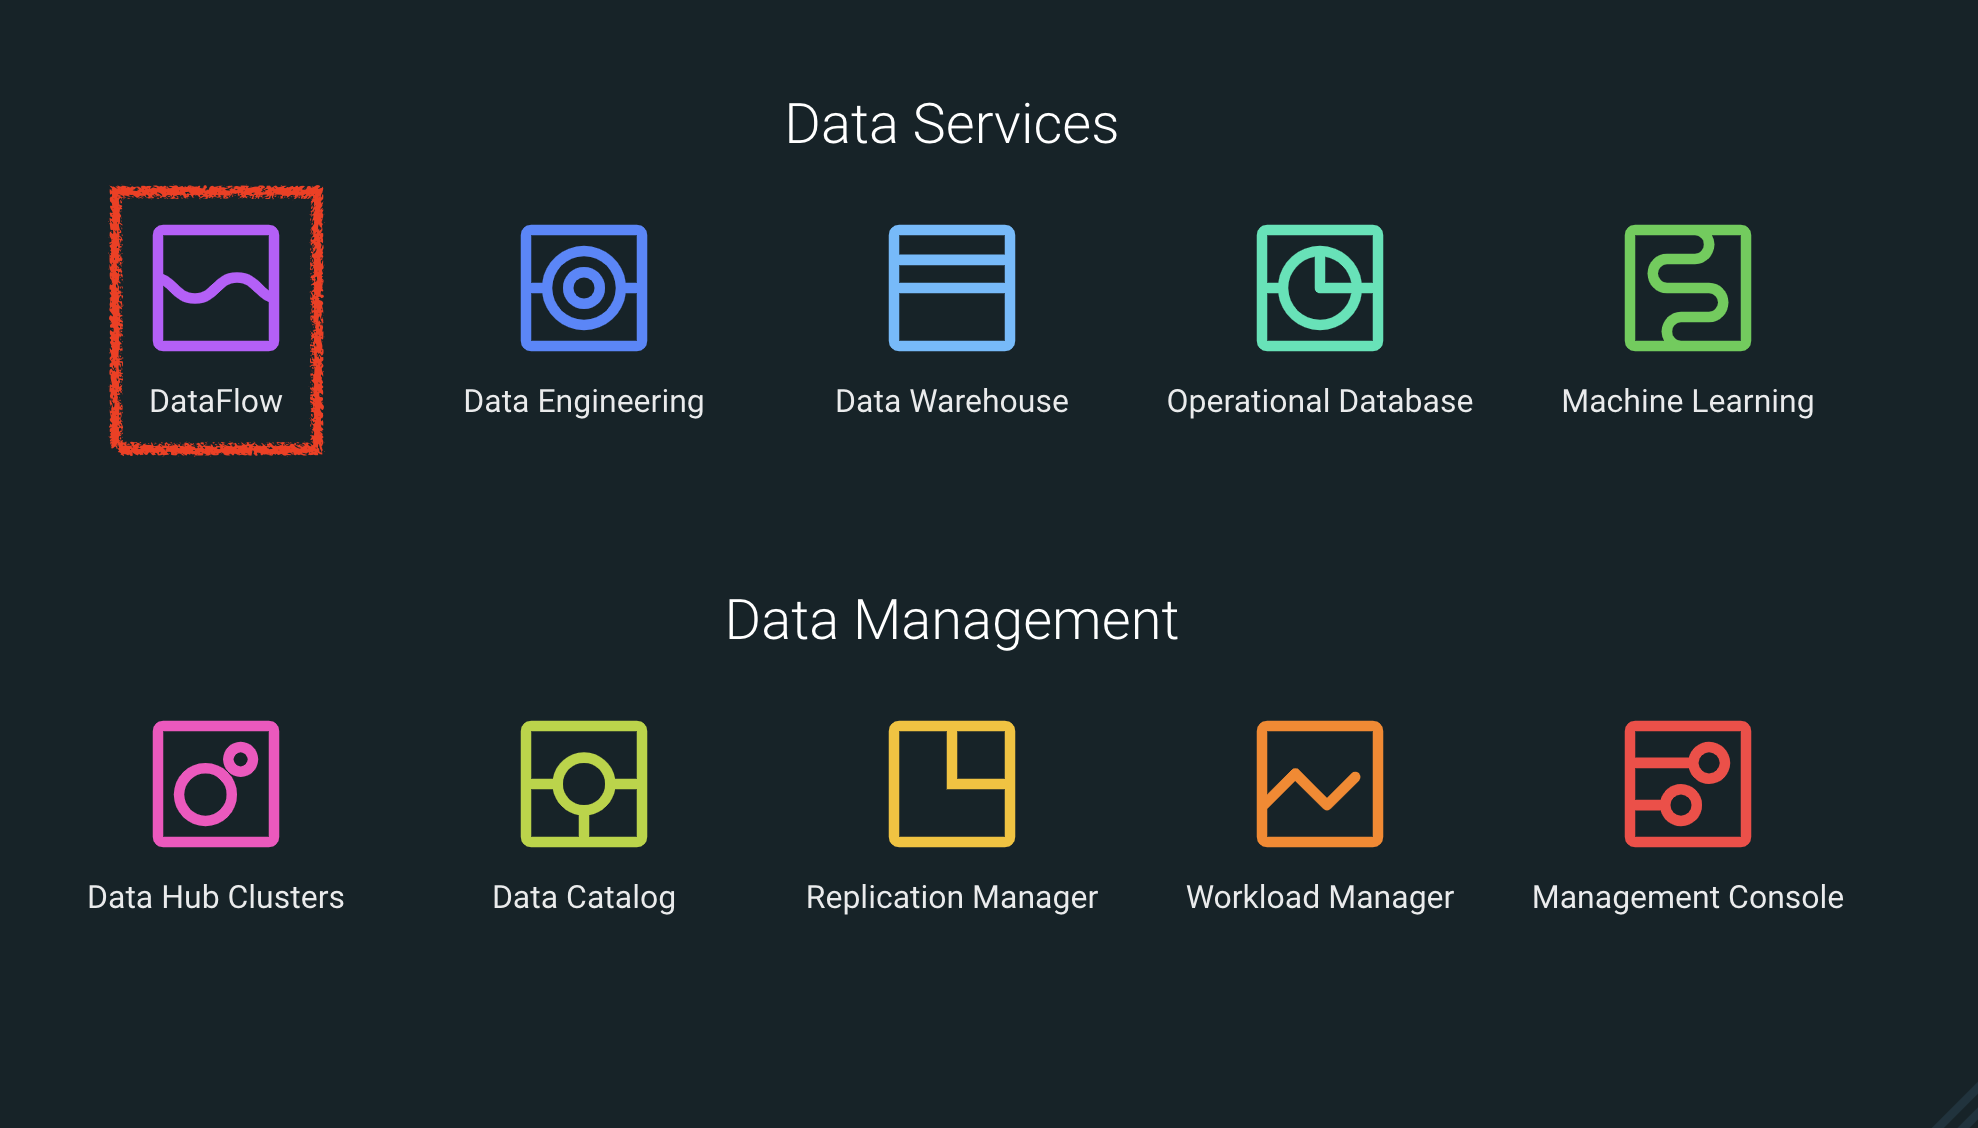 Data Services
DataFlow
Data Engineering
Data Warehouse
Operational Database
Machine Learning
Data Management
Data Hub Clusters
Data Catalog
Replication Manager
Workload Manager
Management Console